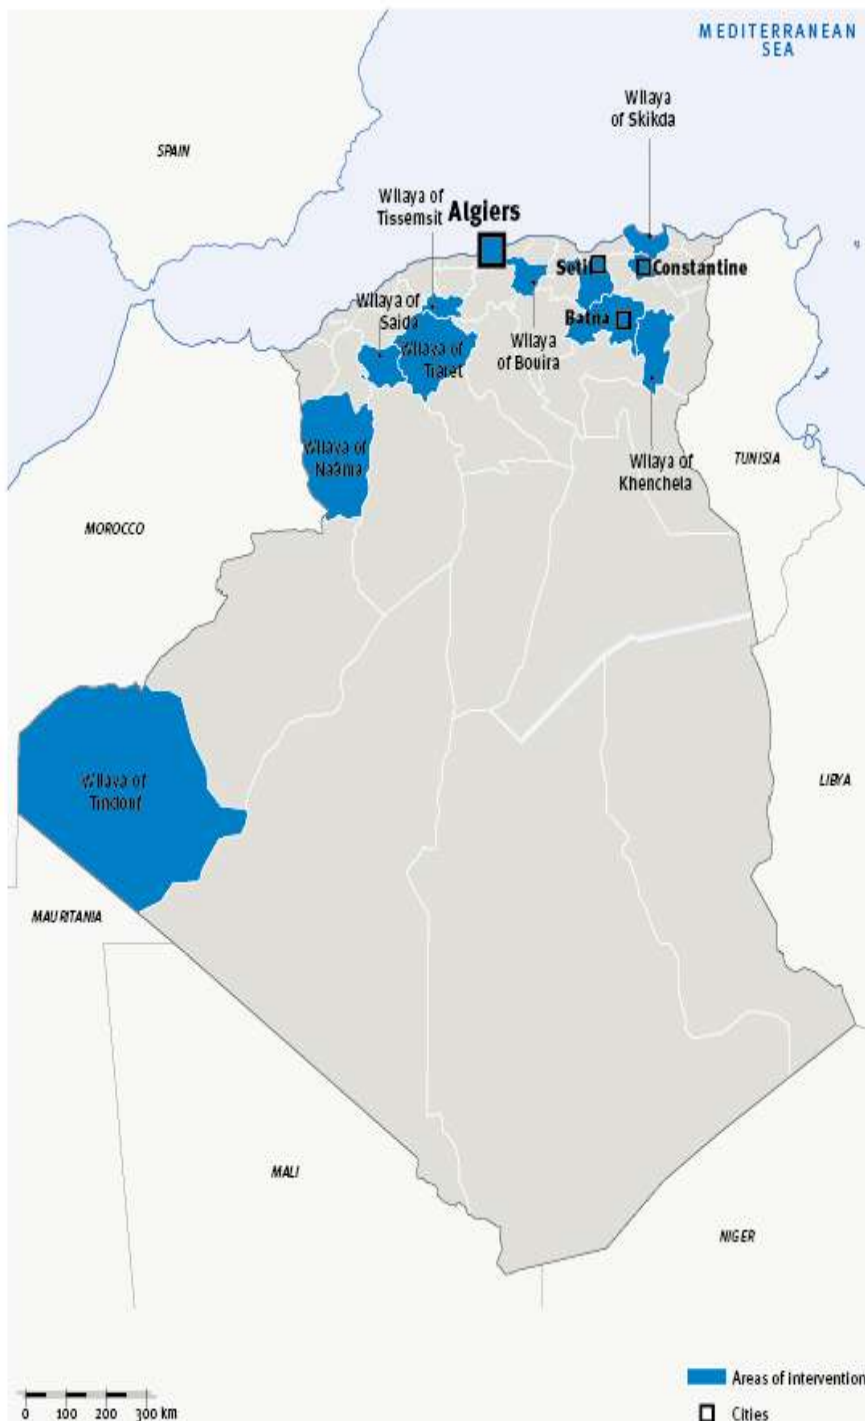 MEDITERRANEAN
SEA
Wilaya
of Skikda
SPAIN
Wilaya of
Tissemsit
Algiers
Setif
Constantine
Wilaya of
Saida
Batna
Wilaya of
Tiaret
Wilaya
of Bouira
Wilaya of
Naâma
Wilaya of
Khenchela
TUNISIA
MOROCCO
Wilaya of
Tindouf
LIBYA
MAURITANIA
MALI
NIGER
Areas of intervention
0 100 200 300 km
Cities